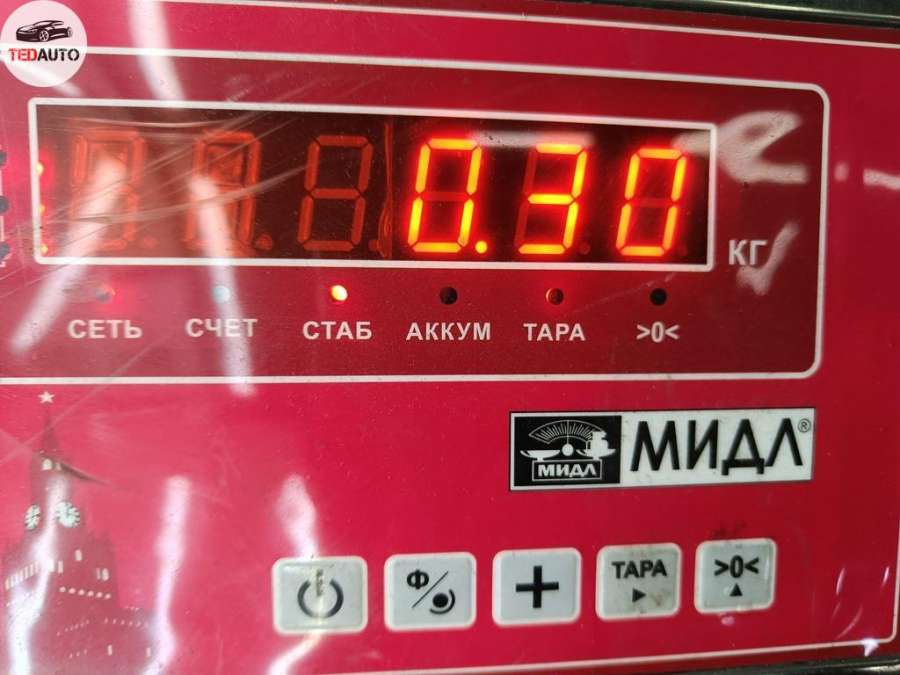 TEDAUTO
0.30
КГ
СЕТЬ СЧЕТ СТАБ АККУМ ТАРА >0<
МИДЛ МИДЛ®
Ф
ТАРА >0<